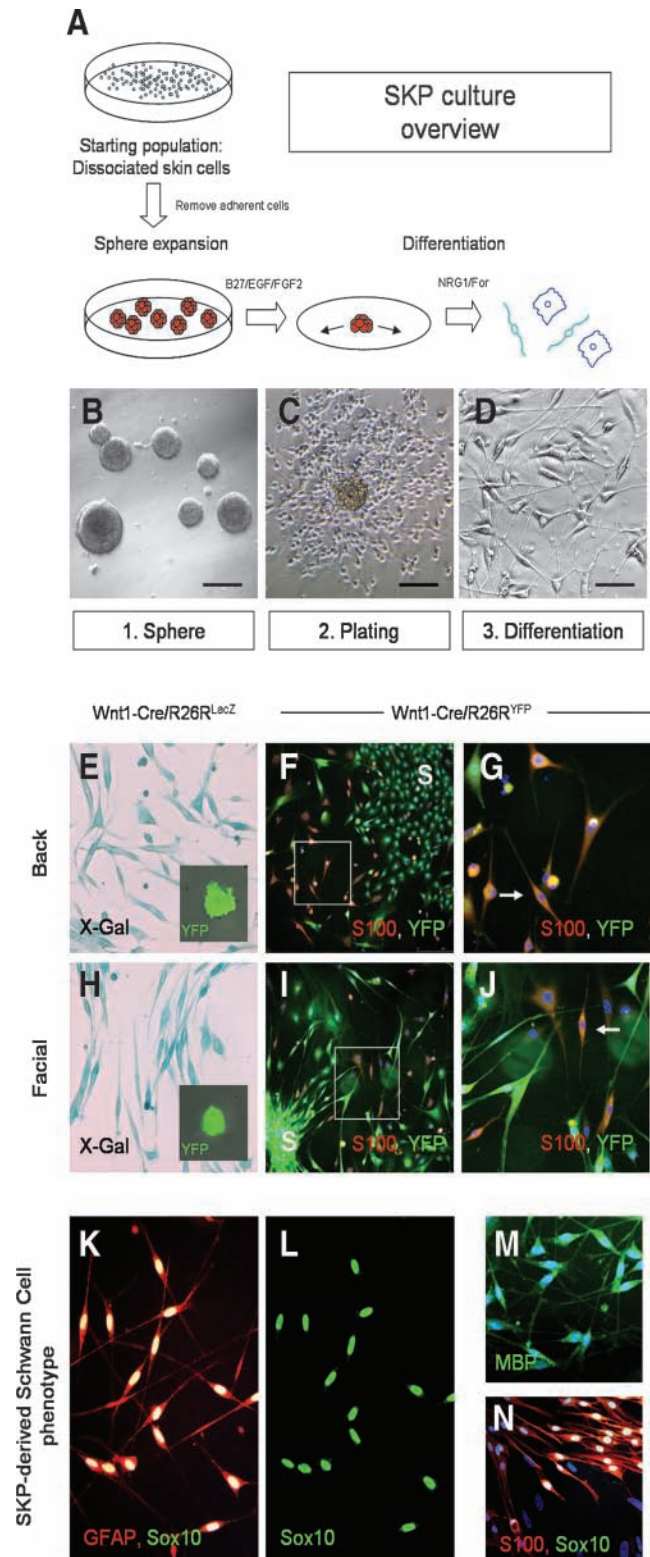 A
SKP culture
overview
Starting population:
Dissociated skin cells
Remove adherent cells
Sphere expansion
Differentiation
B27/EGF/FGF2
NRG1/For
B
C
D
1. Sphere
2. Plating
3. Differentiation
Wnt1-Cre/R26R^LacZ
Wnt1-Cre/R26R^YFP
Back
E
X-Gal
YFP
F
S
S100, YFP
G
S100, YFP
Facial
H
X-Gal
YFP
I
S
S100, YFP
J
S100, YFP
SKP-derived Schwann Cell
phenotype
K
GFAP, Sox10
L
Sox10
M
MBP
N
S100, Sox10